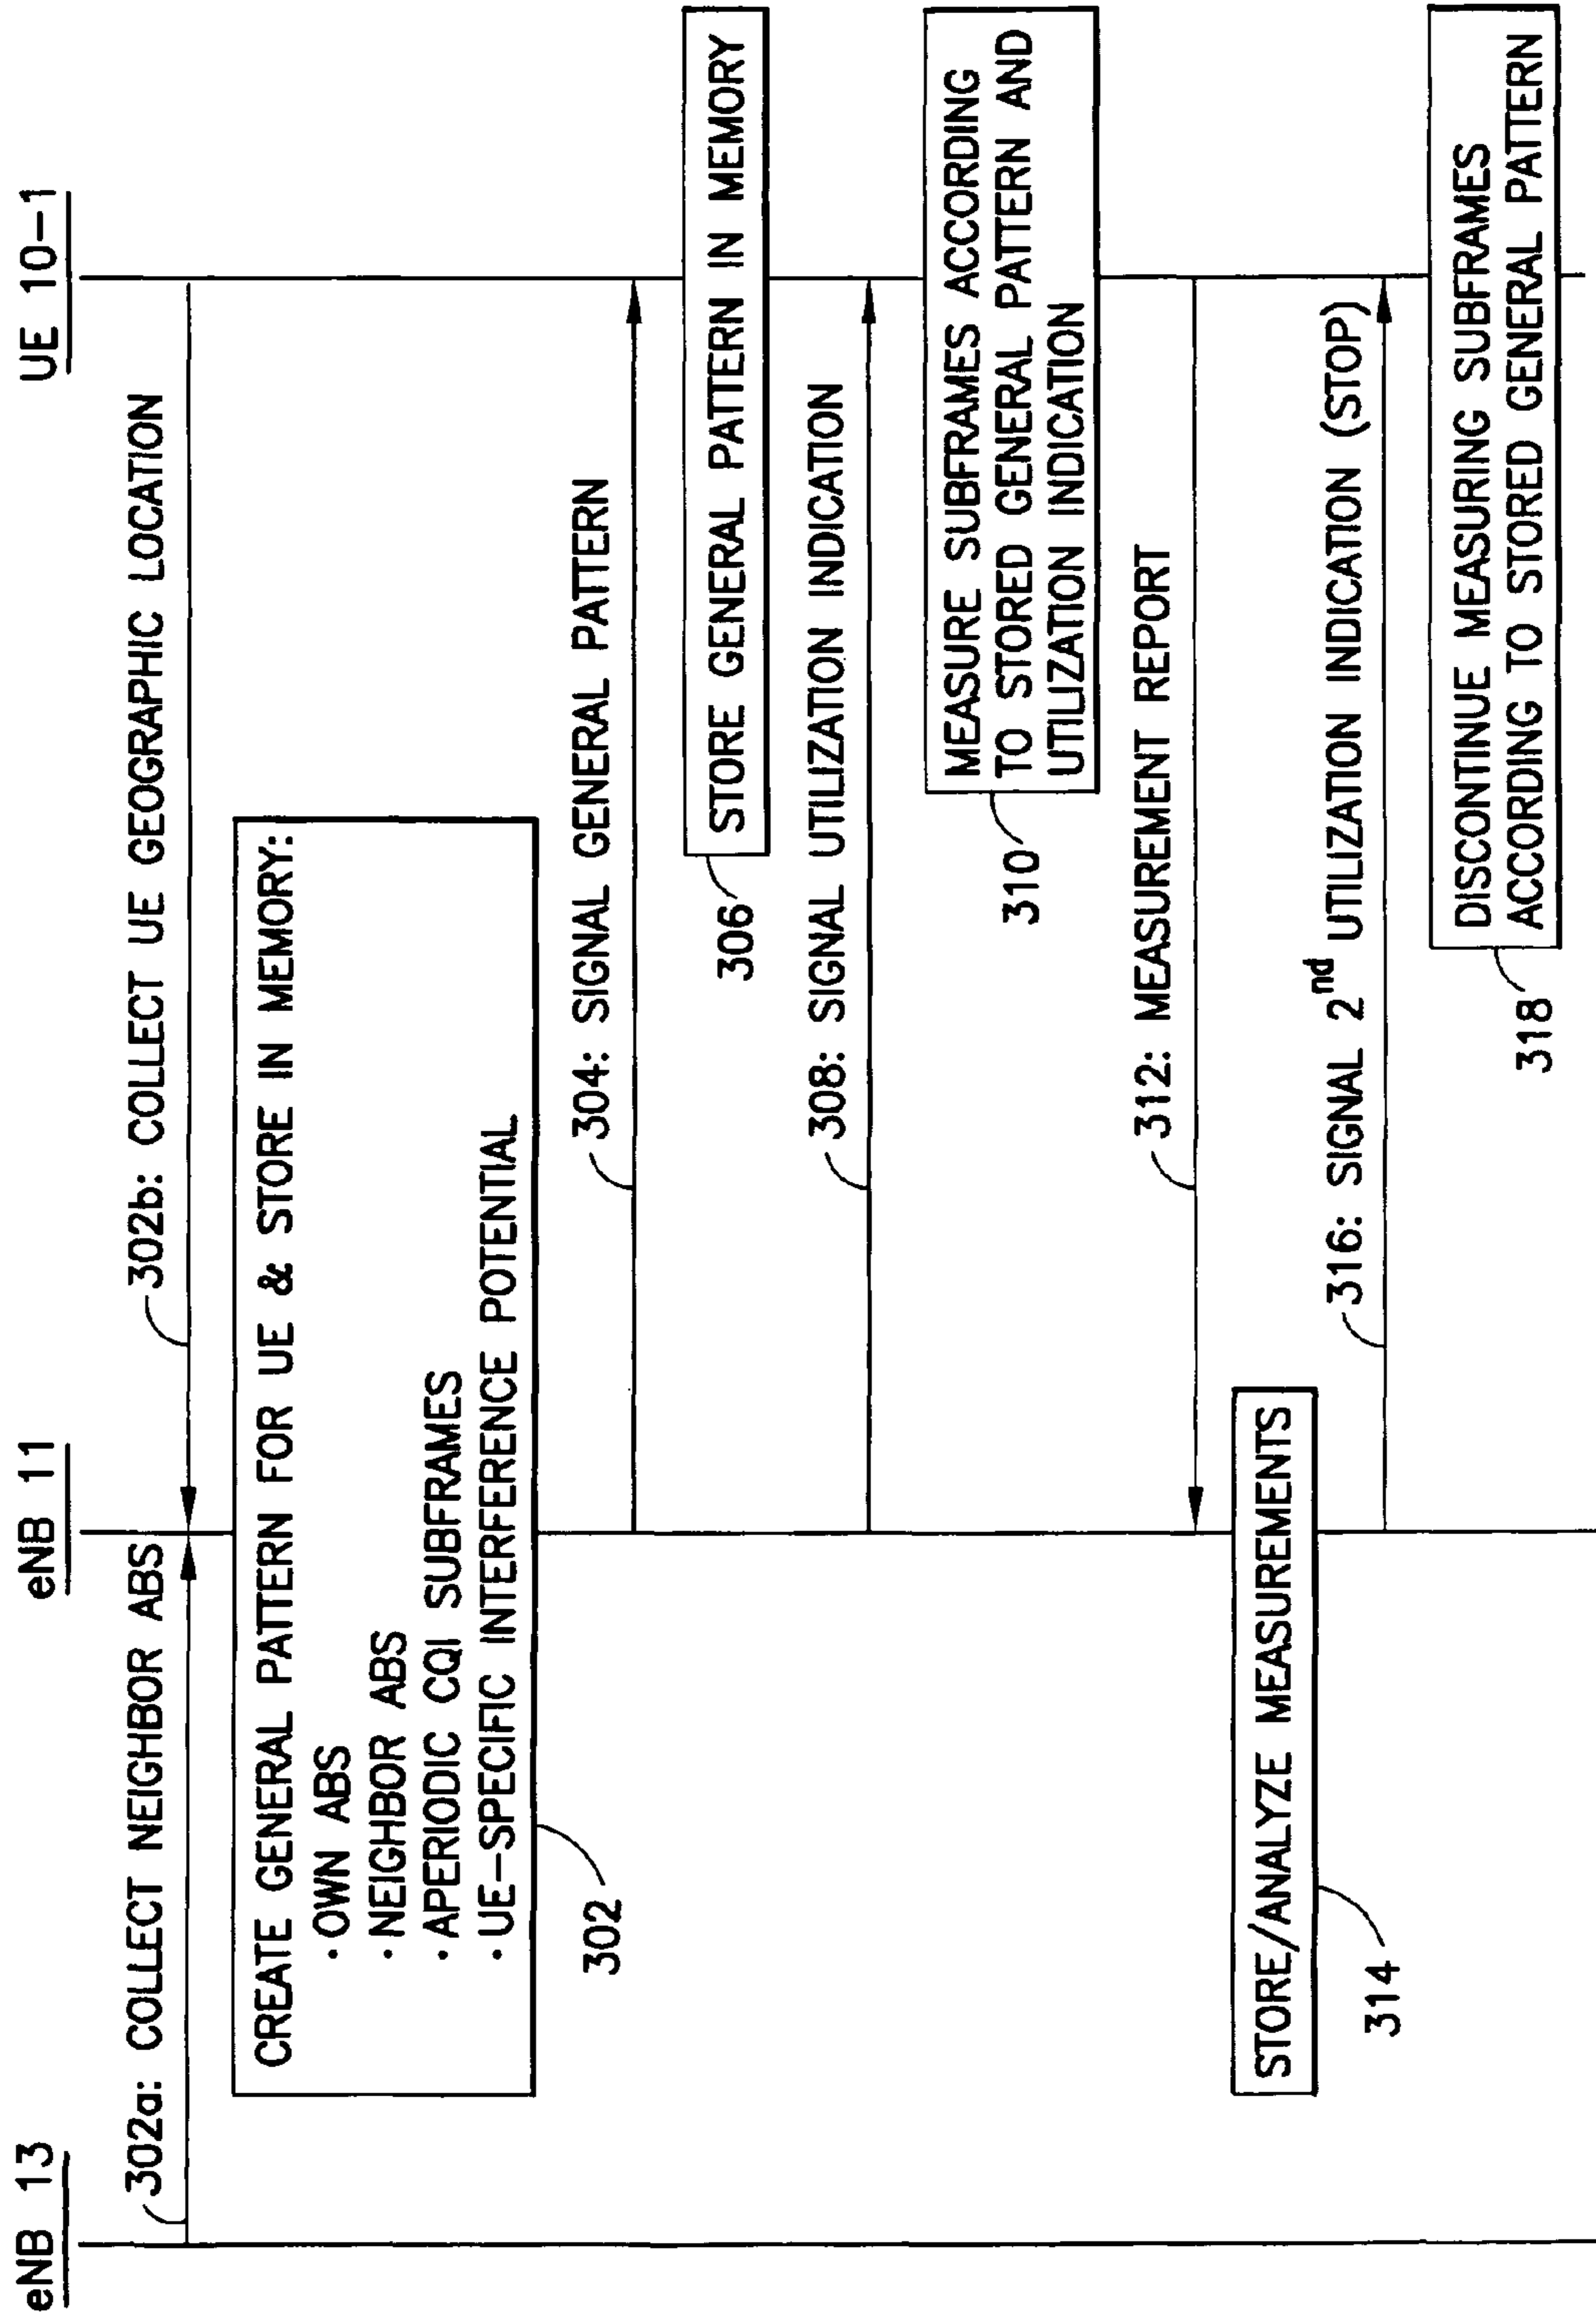 eNB 13
eNB 11
UE 10-1
302a: COLLECT NEIGHBOR ABS
302b: COLLECT UE GEOGRAPHIC LOCATION
CREATE GENERAL PATTERN FOR UE & STORE IN MEMORY:
· OWN ABS
· NEIGHBOR ABS
· APERIODIC CQI SUBFRAMES
· UE-SPECIFIC INTERFERENCE POTENTIAL
302
304: SIGNAL GENERAL PATTERN
STORE GENERAL PATTERN IN MEMORY
306
308: SIGNAL UTILIZATION INDICATION
MEASURE SUBFRAMES ACCORDING
TO STORED GENERAL PATTERN AND
UTILIZATION INDICATION
310
312: MEASUREMENT REPORT
STORE/ANALYZE MEASUREMENTS
314
316: SIGNAL 2nd UTILIZATION INDICATION (STOP)
DISCONTINUE MEASURING SUBFRAMES
ACCORDING TO STORED GENERAL PATTERN
318